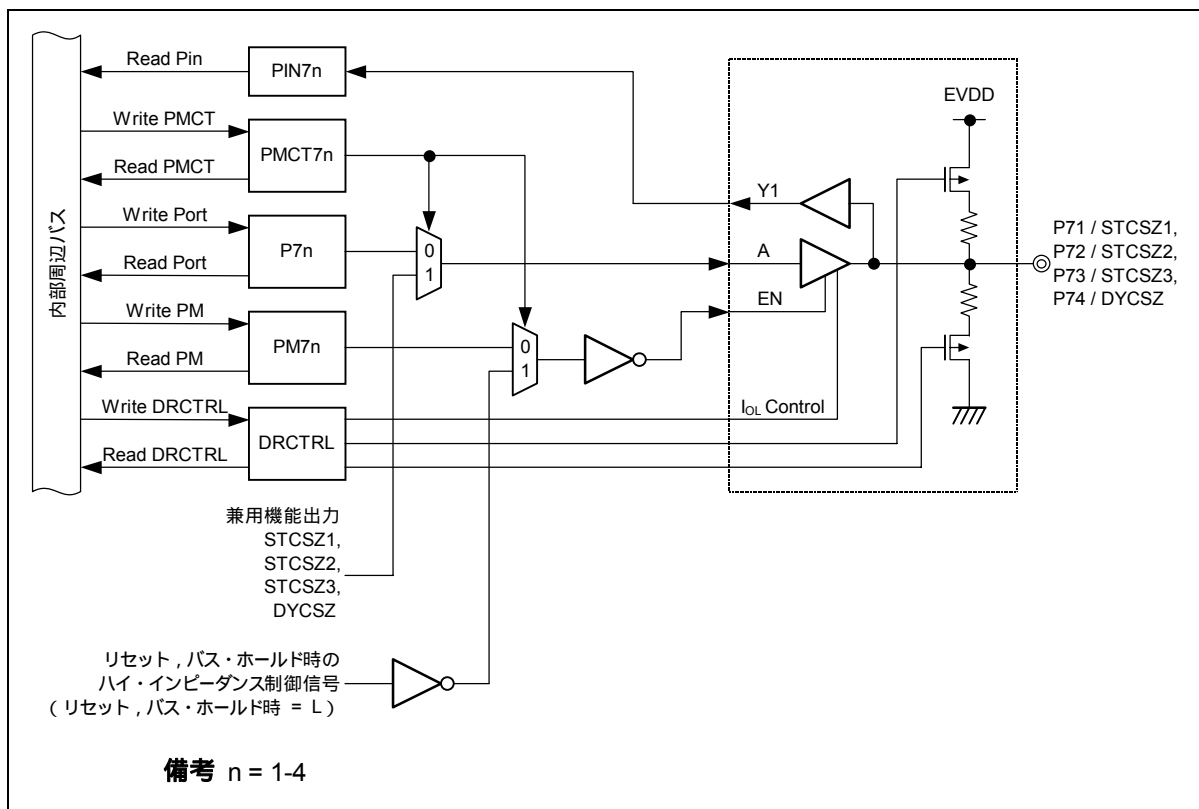 内部周辺バス
Read Pin
PIN7n
Write PMCT
Read PMCT
PMCT7n
Write Port
Read Port
P7n
0
1
Write PM
Read PM
PM7n
0
1
Write DRCTRL
Read DRCTRL
DRCTRL
EVDD
Y1
A
EN
IOL Control
P71 / STCSZ1,
P72 / STCSZ2,
P73 / STCSZ3,
P74 / DYCSZ
兼用機能出力
STCSZ1,
STCSZ2,
STCSZ3,
DYCSZ
リセット , バス・ホールド時の
ハイ・インピーダンス制御信号
( リセット , バス・ホールド時 = L )
備考 n = 1-4